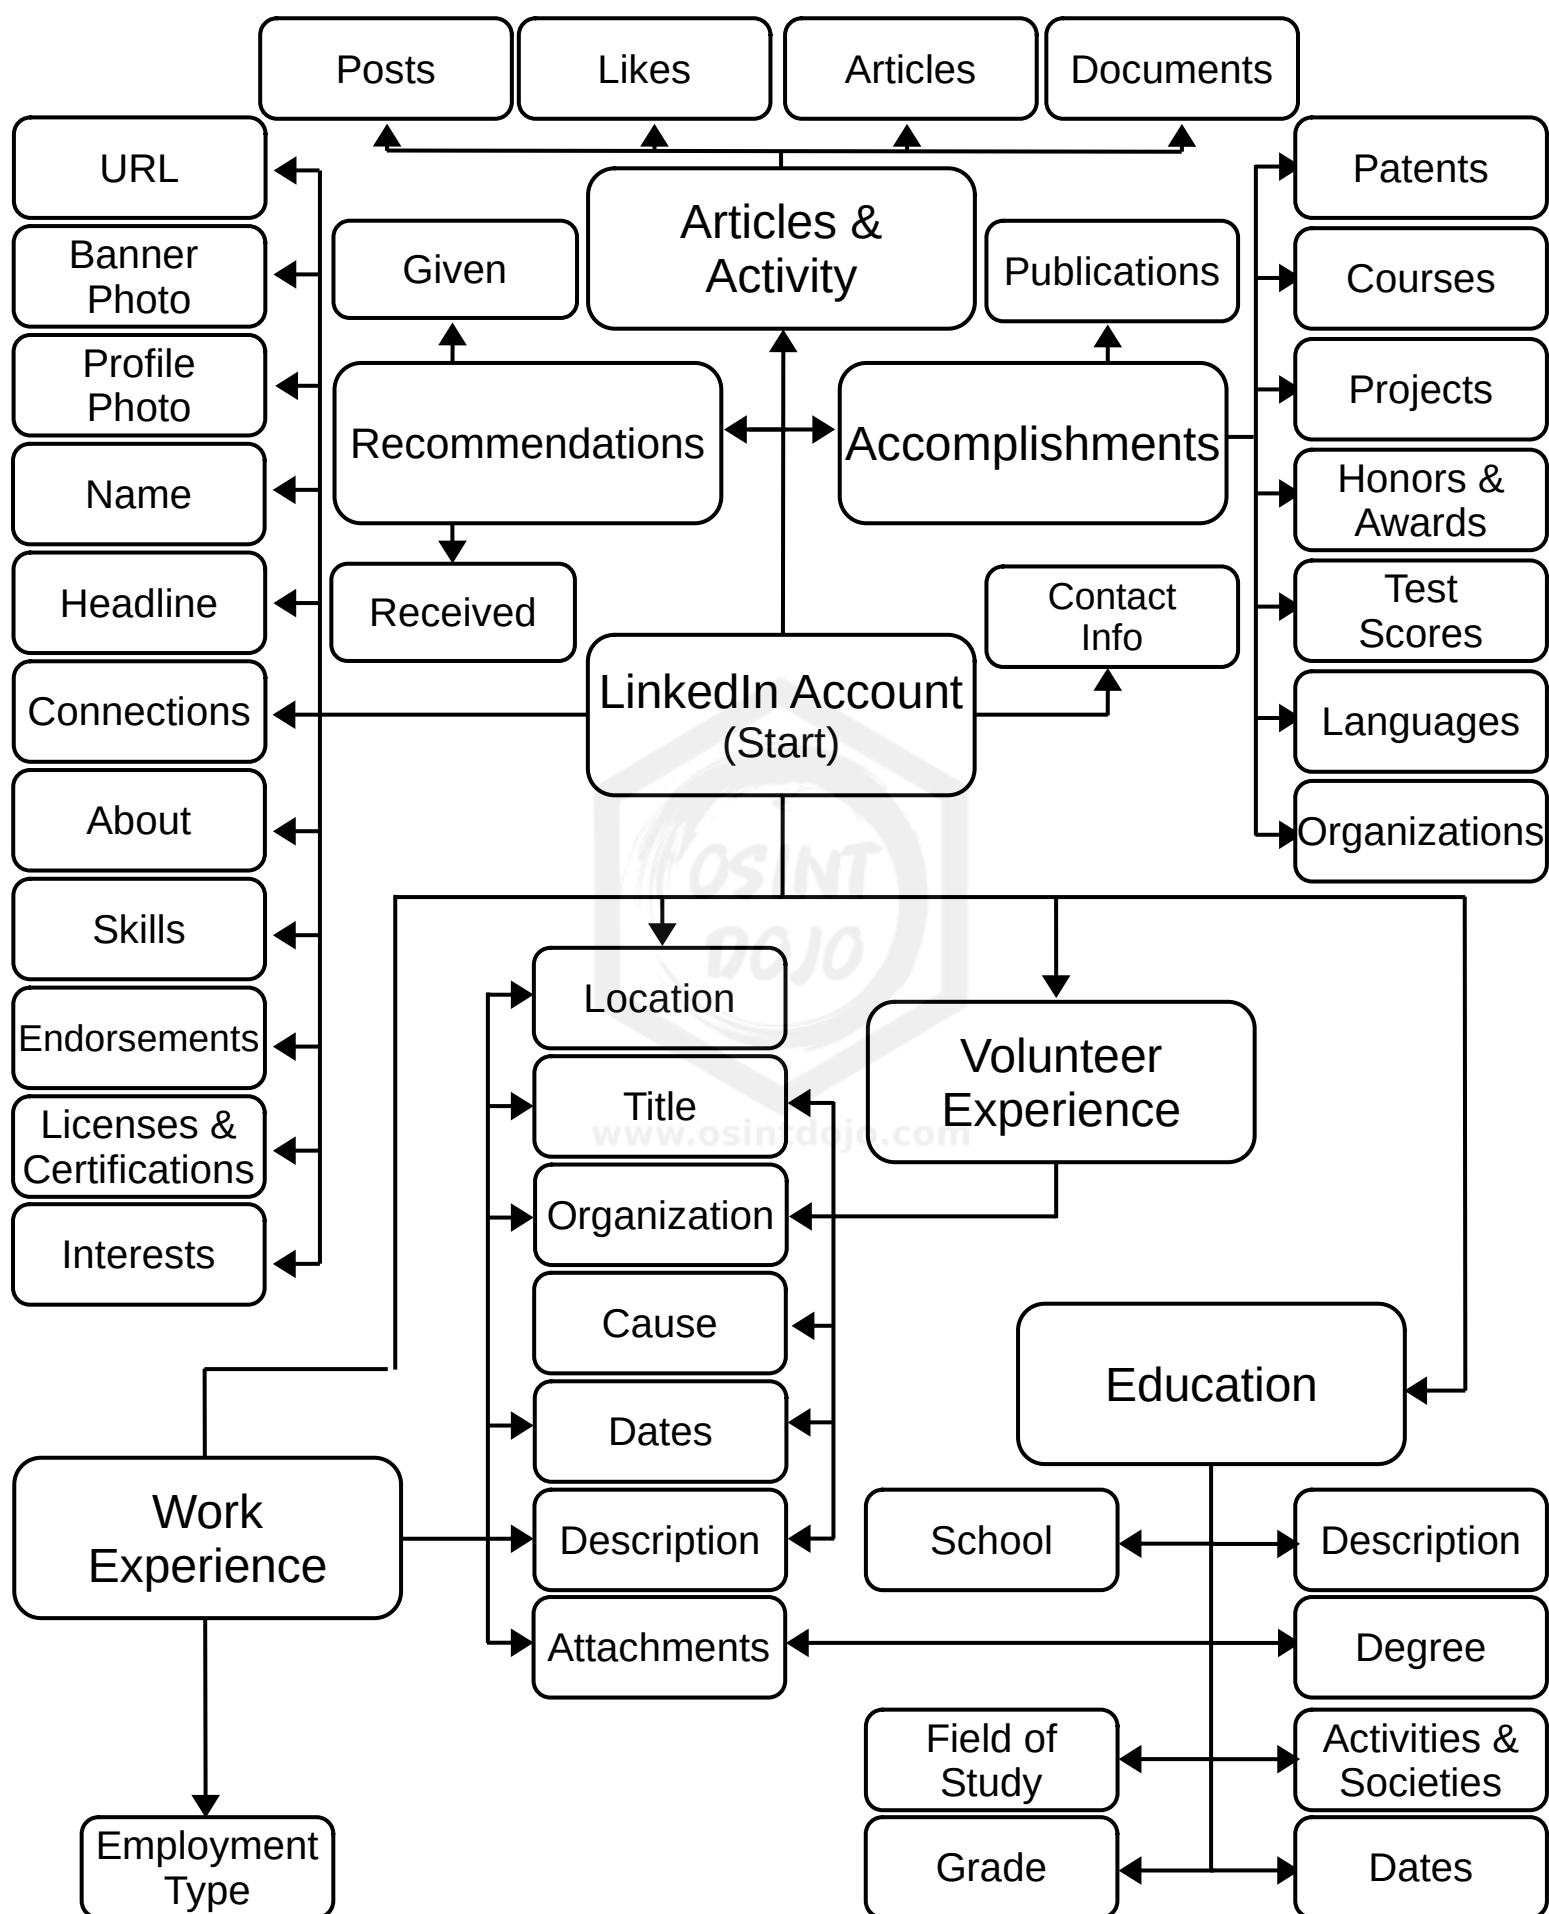 Posts
Likes
Articles
Documents
URL
Banner
Photo
Profile
Photo
Name
Headline
Connections
About
Skills
Endorsements
Licenses &
Certifications
Interests
Articles &
Activity
Given
Recommendations
Received
Publications
Accomplishments
Contact
Info
Patents
Courses
Projects
Honors &
Awards
Test
Scores
Languages
Organizations
LinkedIn Account
(Start)
OSINT
DOJO
www.osintdojo.com
Location
Title
Organization
Cause
Dates
Description
Attachments
Volunteer
Experience
Education
Work
Experience
Employment
Type
School
Description
Degree
Field of
Study
Activities &
Societies
Grade
Dates